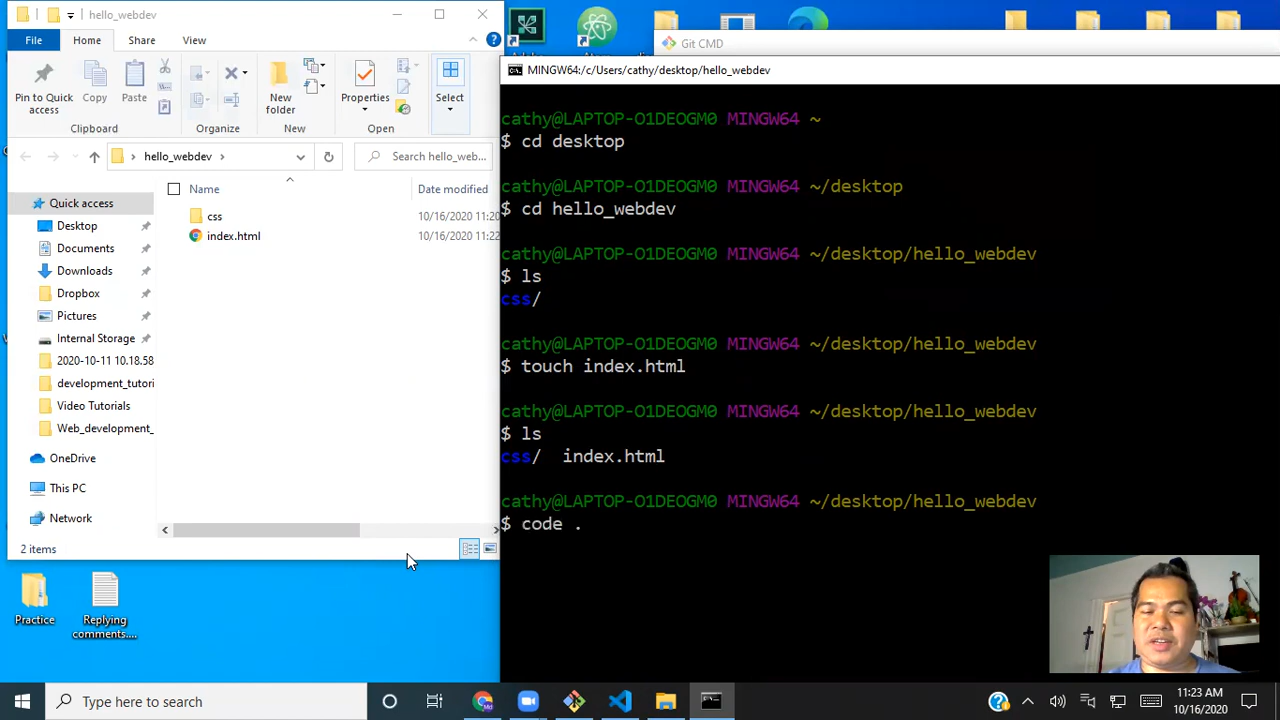 hello_webdev
File
Home
Share
View
Pin to Quick access
Copy
Paste
Clipboard
Organize
New folder
New
Properties
Open
Select
hello_webdev
Search hello_web...
Name
Date modified
Quick access
Desktop
Documents
Downloads
Dropbox
Pictures
Internal Storage
2020-10-11 10.18.58
development_tutori
Video Tutorials
Web_development_
OneDrive
This PC
Network
css
10/16/2020 11:20
index.html
10/16/2020 11:22
2 items
Practice
Replying
comments....
Git CMD
MINGW64:/c/Users/cathy/desktop/hello_webdev
cathy@LAPTOP-O1DEOGM0 MINGW64 ~
$ cd desktop
cathy@LAPTOP-O1DEOGM0 MINGW64 ~/desktop
$ cd hello_webdev
cathy@LAPTOP-O1DEOGM0 MINGW64 ~/desktop/hello_webdev
$ ls
css/
cathy@LAPTOP-O1DEOGM0 MINGW64 ~/desktop/hello_webdev
$ touch index.html
cathy@LAPTOP-O1DEOGM0 MINGW64 ~/desktop/hello_webdev
$ ls
css/ index.html
cathy@LAPTOP-O1DEOGM0 MINGW64 ~/desktop/hello_webdev
$ code .
Type here to search
11:23 AM
10/16/2020